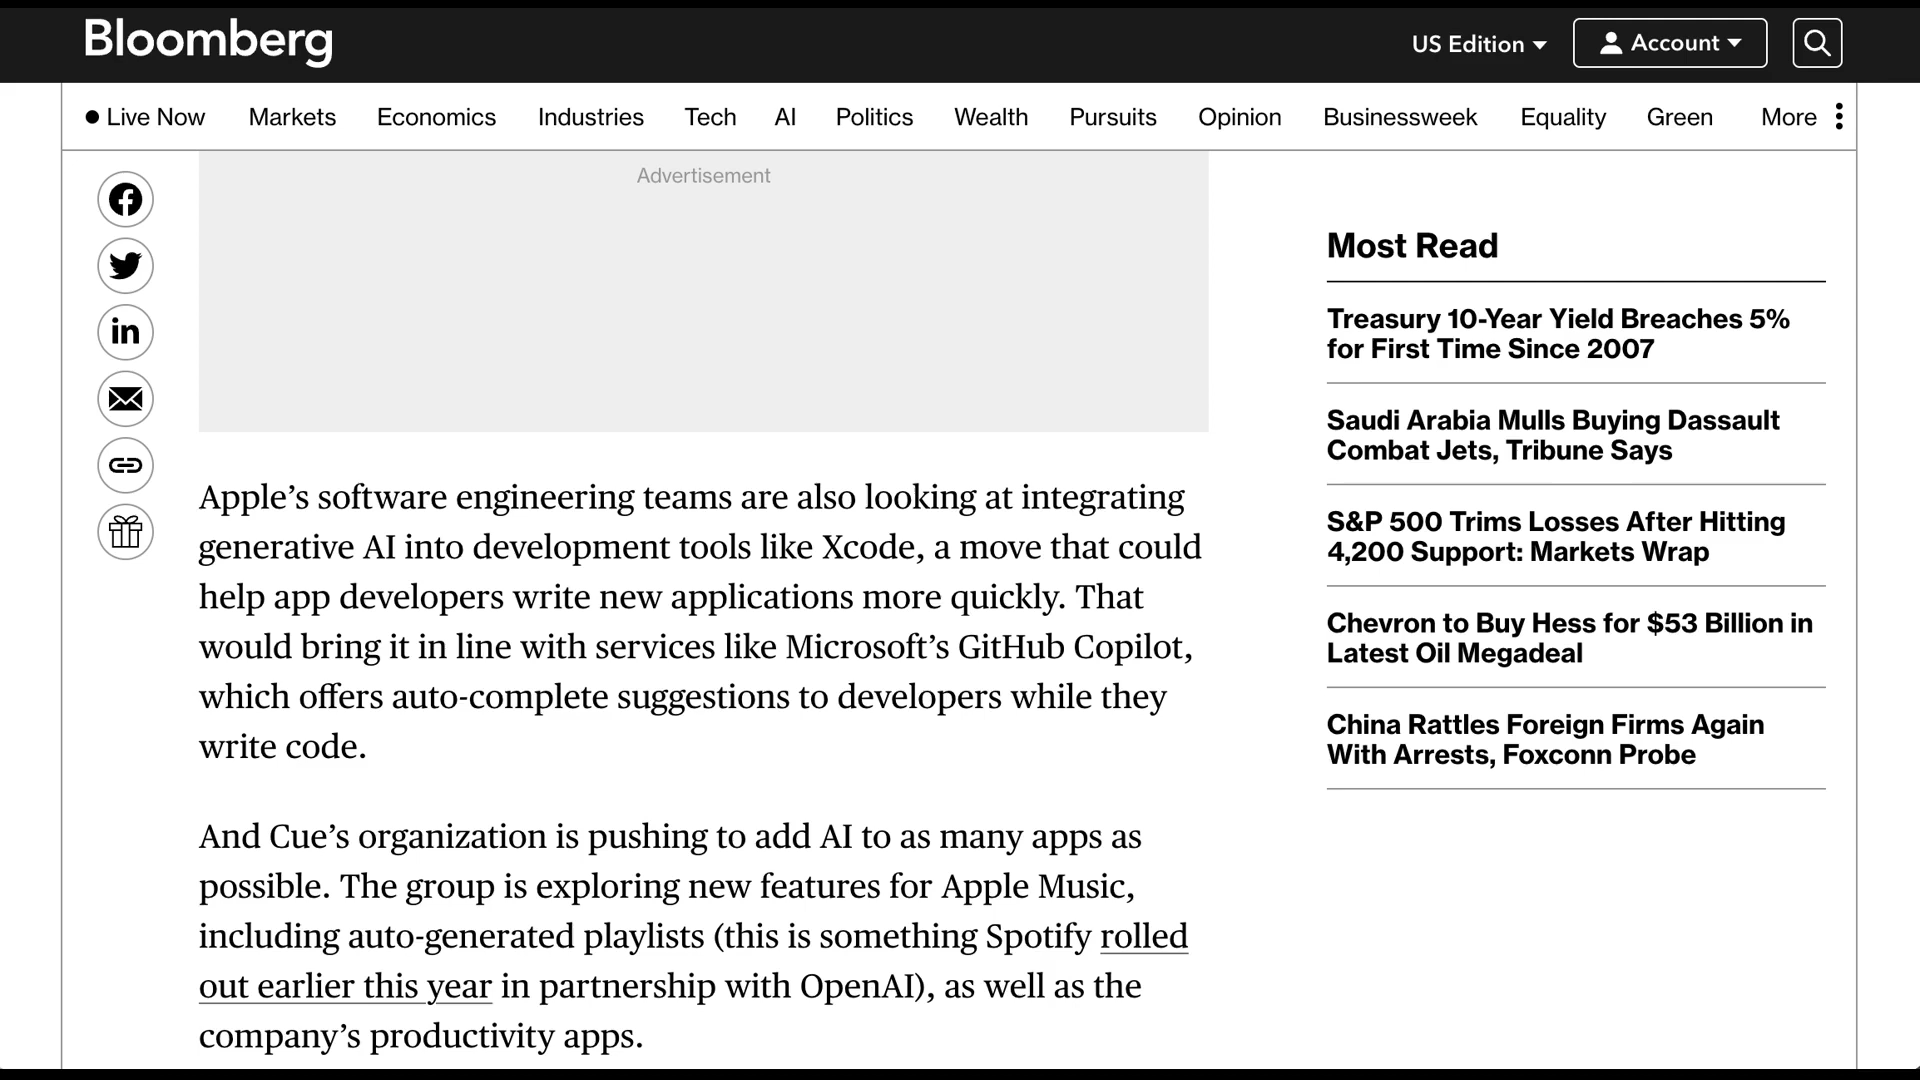 Bloomberg
US Edition
Account
Live Now Markets Economics Industries Tech AI Politics Wealth Pursuits Opinion Businessweek Equality Green More
Advertisement
Apple’s software engineering teams are also looking at integrating
generative AI into development tools like Xcode, a move that could
help app developers write new applications more quickly. That
would bring it in line with services like Microsoft’s GitHub Copilot,
which offers auto-complete suggestions to developers while they
write code.
And Cue’s organization is pushing to add AI to as many apps as
possible. The group is exploring new features for Apple Music,
including auto-generated playlists (this is something Spotify rolled
out earlier this year in partnership with OpenAI), as well as the
company’s productivity apps.
Most Read
Treasury 10-Year Yield Breaches 5%
for First Time Since 2007
Saudi Arabia Mulls Buying Dassault
Combat Jets, Tribune Says
S&P 500 Trims Losses After Hitting
4,200 Support: Markets Wrap
Chevron to Buy Hess for $53 Billion in
Latest Oil Megadeal
China Rattles Foreign Firms Again
With Arrests, Foxconn Probe